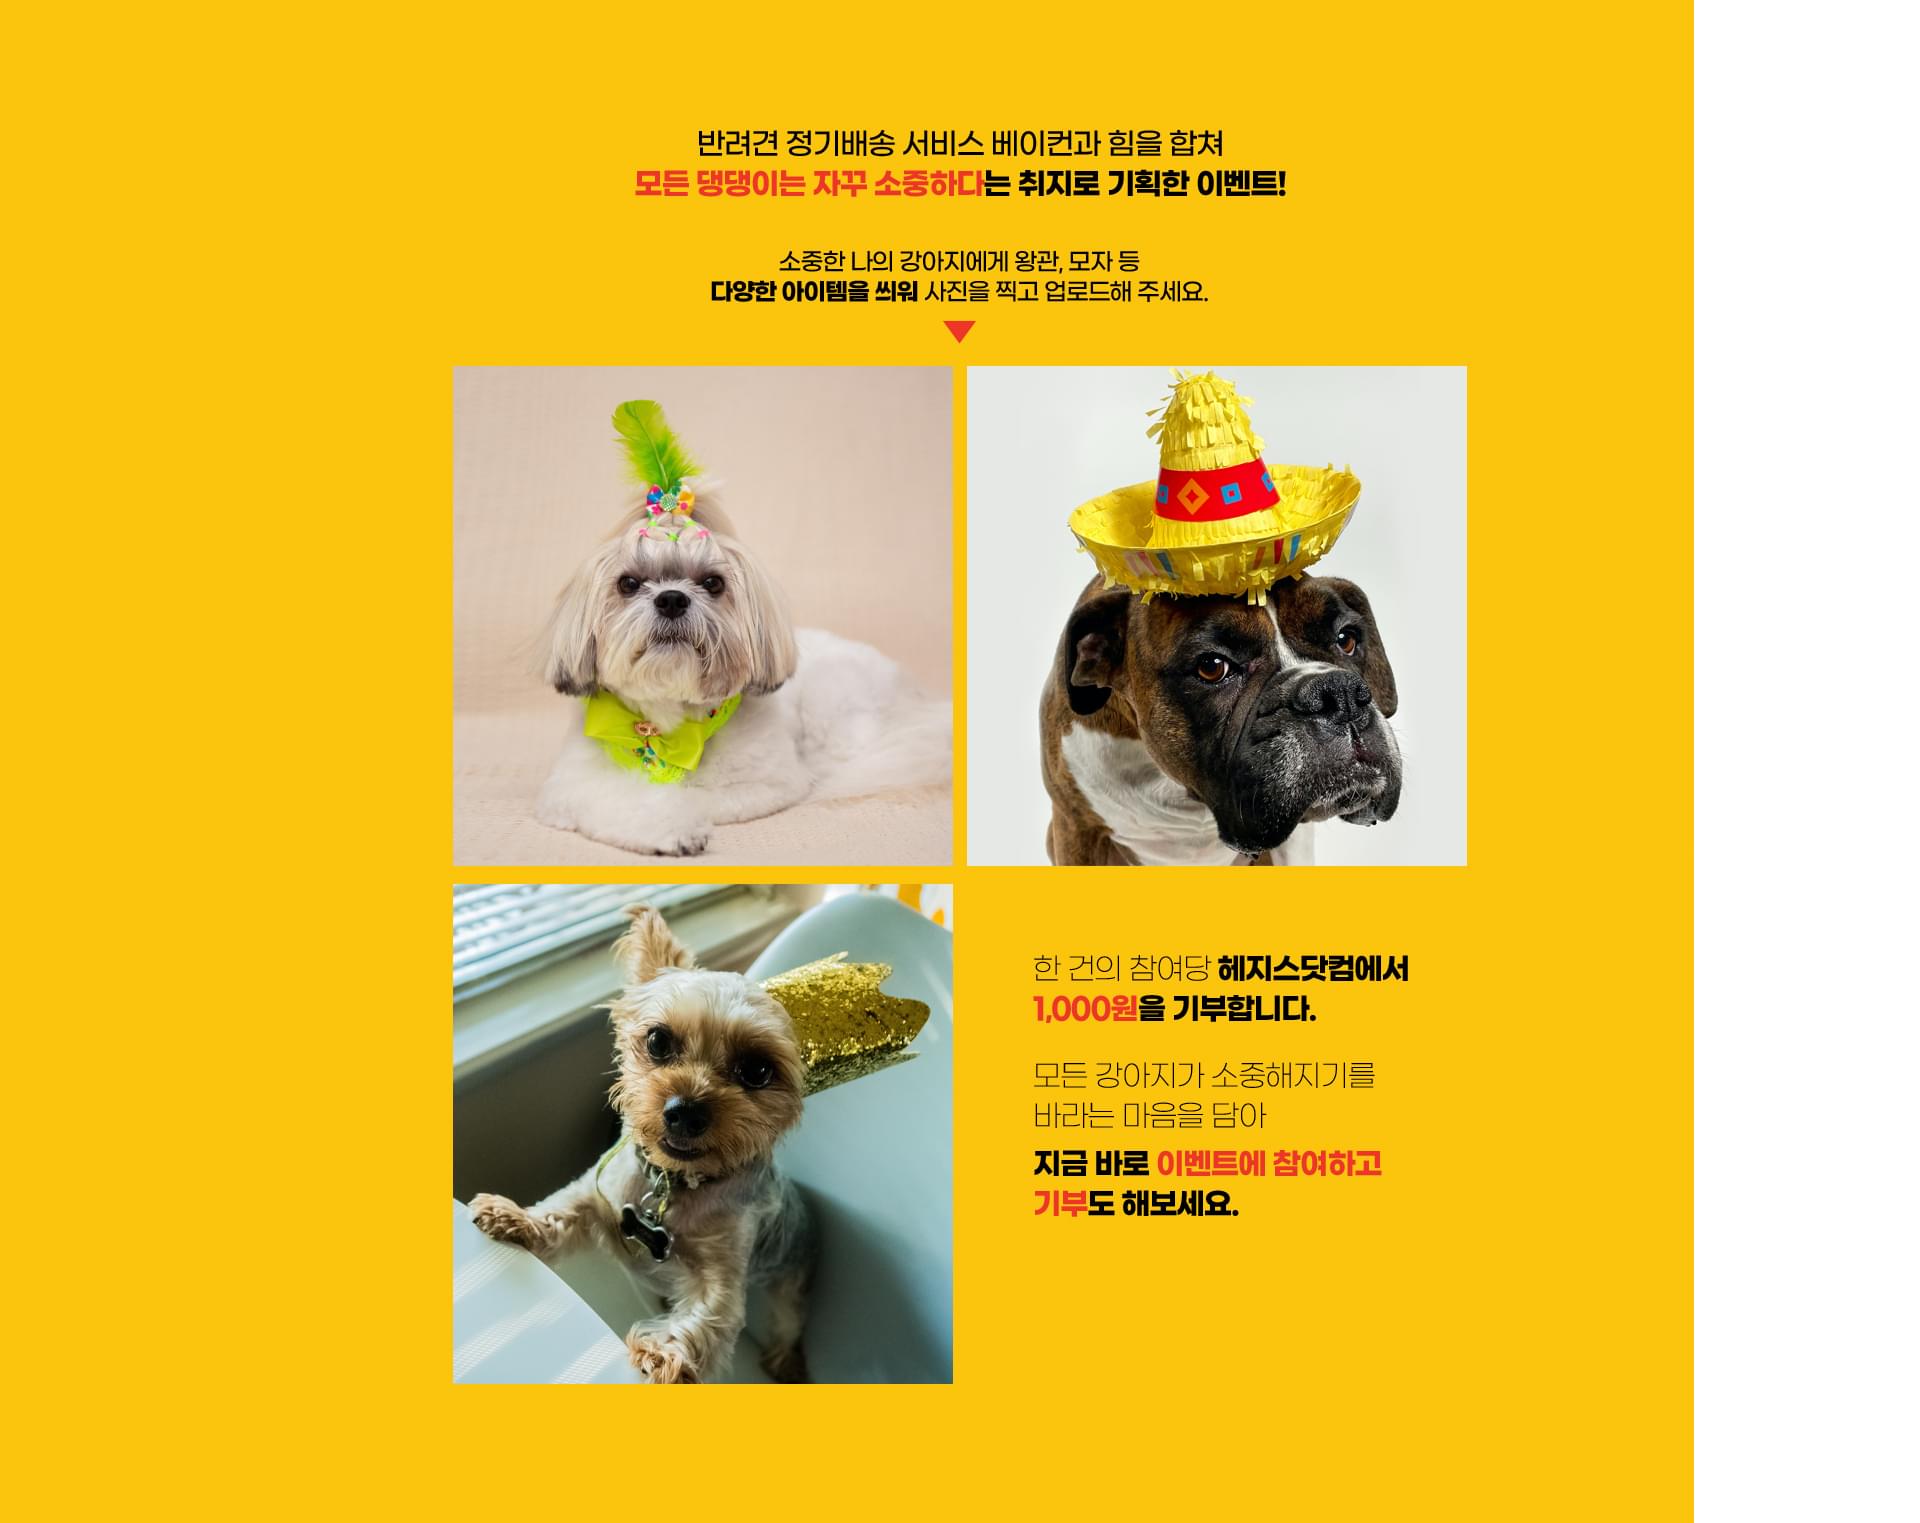 반려견 정기배송 서비스 베이컨과 힘을 합쳐
모든 댕댕이는 자꾸 소중하다는 취지로 기획한 이벤트!
소중한 나의 강아지에게 왕관, 모자 등
다양한 아이템을 씌워 사진을 찍고 업로드해 주세요.
한 건의 참여당 헤지스닷컴에서
1,000원을 기부합니다.
모든 강아지가 소중해지기를
바라는 마음을 담아
지금 바로 이벤트에 참여하고
기부도 해보세요.